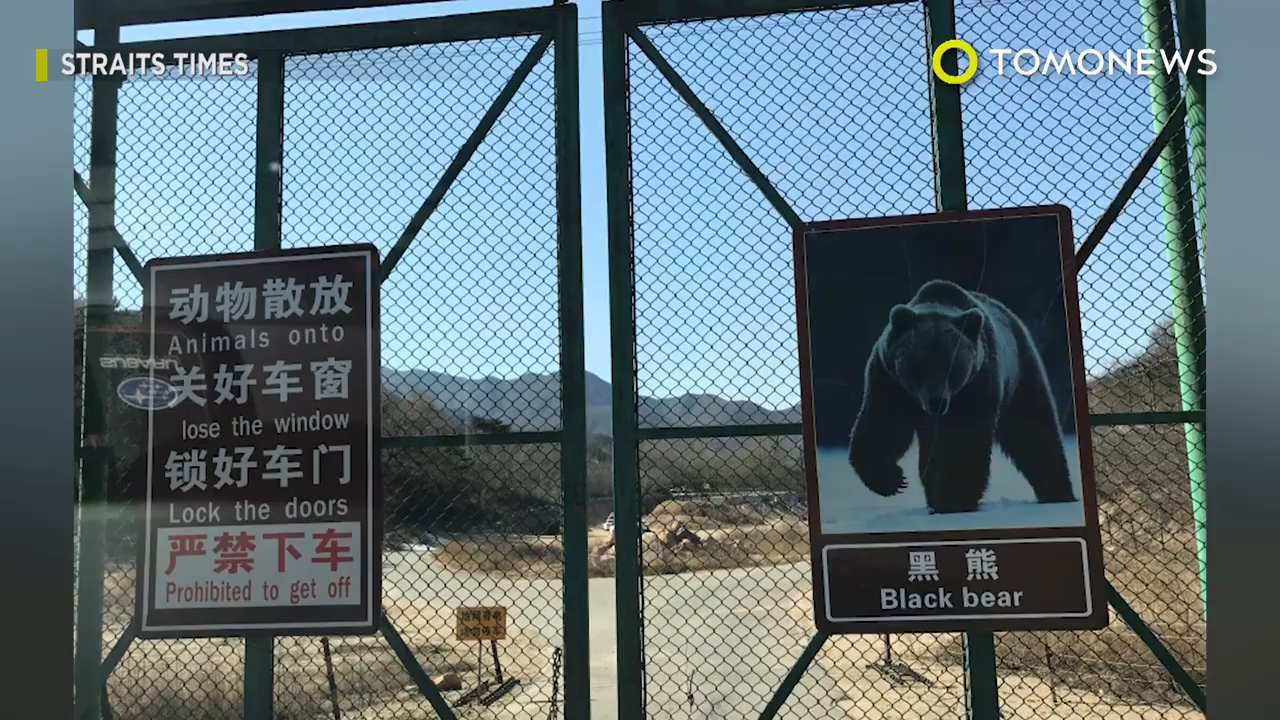 STRAITS TIMES
TOMONEWS
动物散放
Animals onto
关好车窗
lose the window
锁好车门
Lock the doors
严禁下车
Prohibited to get off
黑熊
Black bear
SUBARU